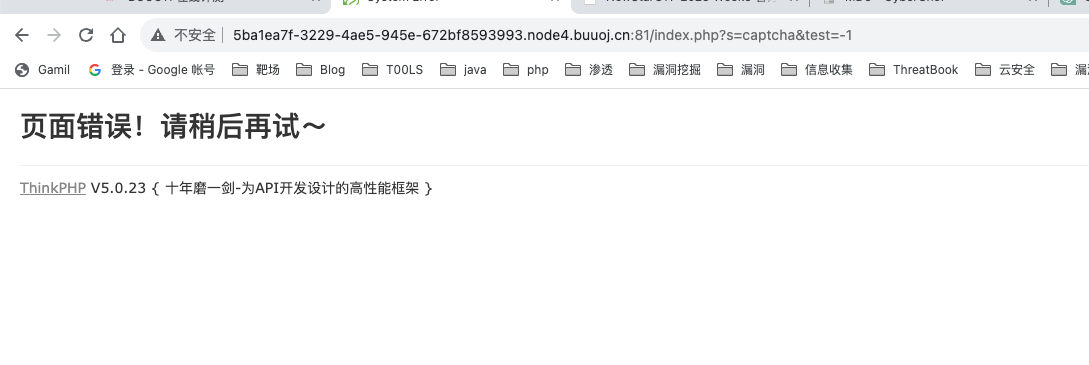 System Error
不安全 5ba1ea7f-3229-4ae5-945e-672bf8593993.node4.buuoj.cn:81/index.php?s=captcha&test=-1
Gamil 登录 - Google 帐号 靶场 Blog T00LS java php 渗透 漏洞挖掘 漏洞 信息收集 ThreatBook 云安全
页面错误！请稍后再试～
ThinkPHP V5.0.23 { 十年磨一剑-为API开发设计的高性能框架 }